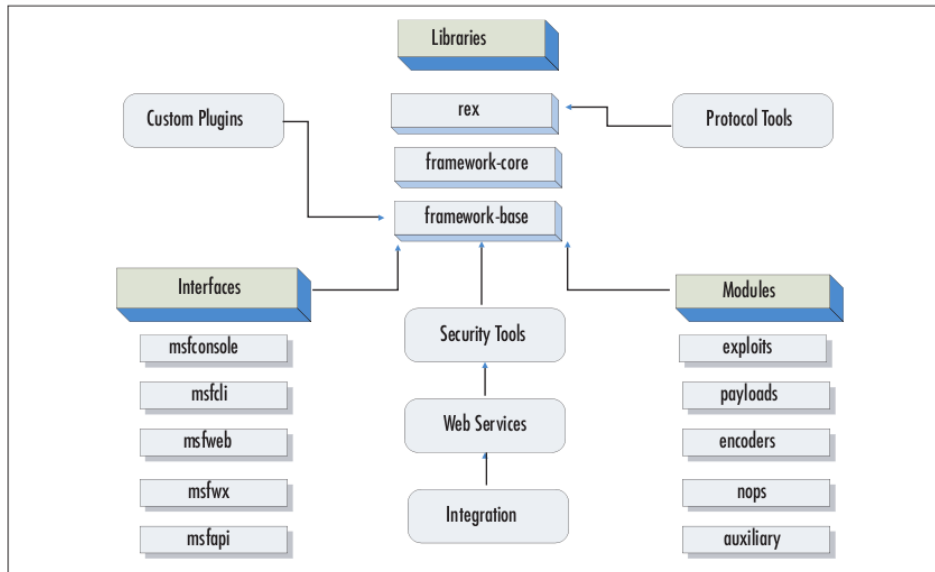 Libraries
Custom Plugins
rex
Protocol Tools
framework-core
framework-base
Interfaces
Modules
msfconsole
Security Tools
exploits
msfcli
payloads
msfweb
Web Services
encoders
msfwx
nops
Integration
msfapi
auxiliary